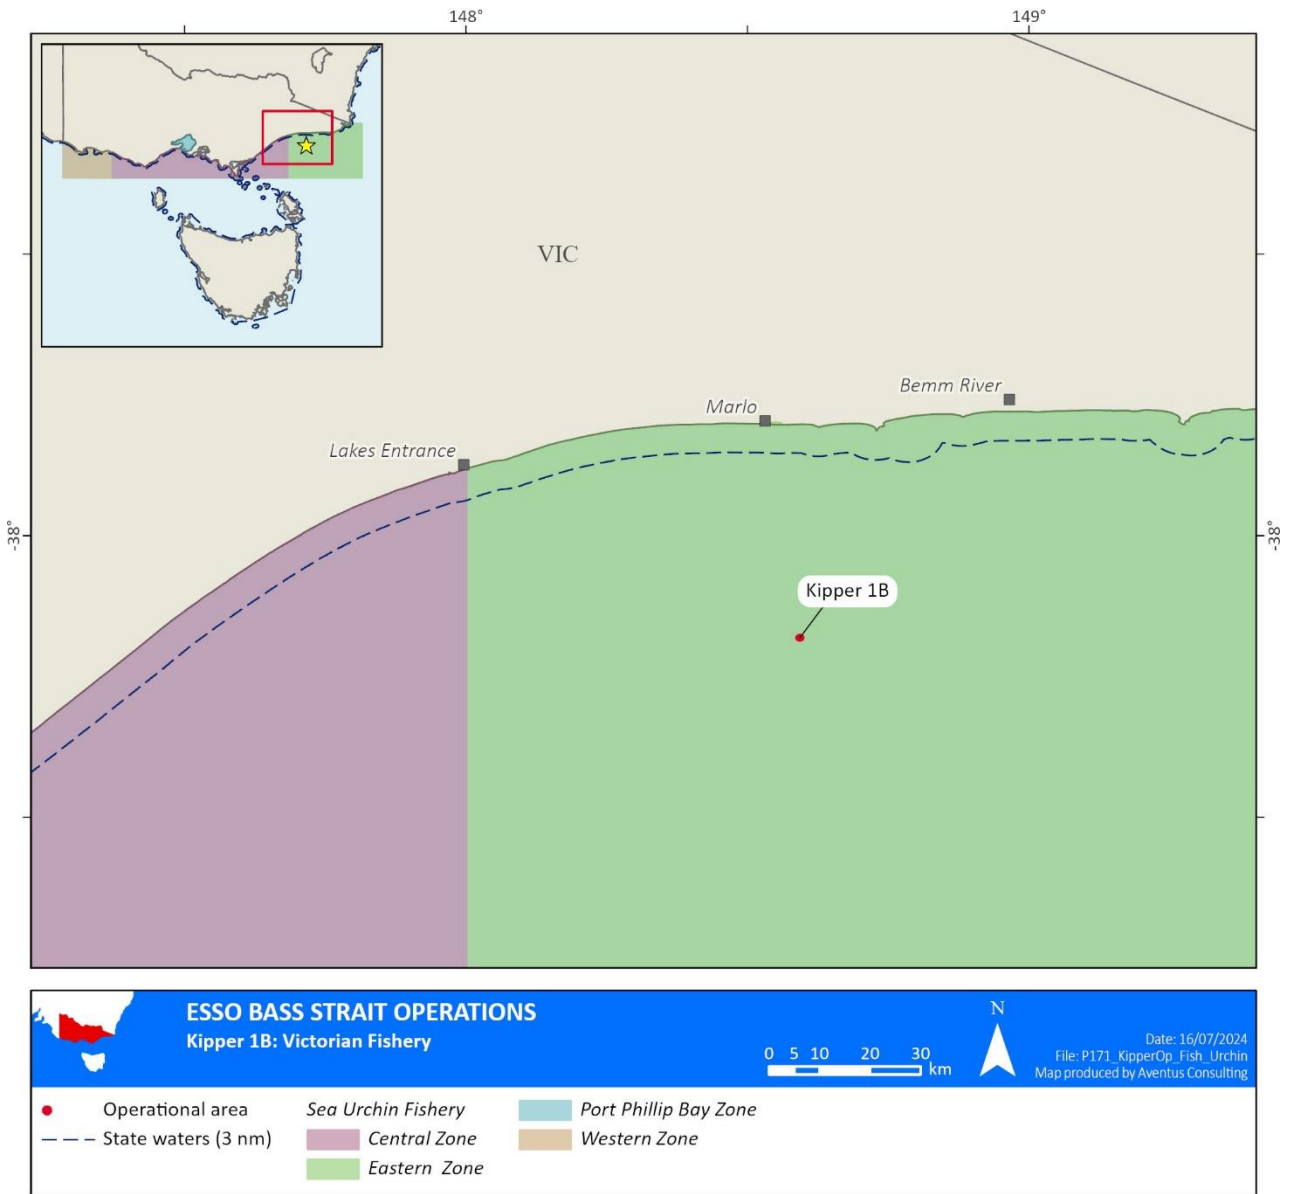 148°
149°
VIC
Bemm River
Marlo
Lakes Entrance
-38°
-38°
Kipper 1B
ESSO BASS STRAIT OPERATIONS
Kipper 1B: Victorian Fishery
0 5 10 20 30
km
N
Date: 16/07/2024
File: P171_KipperOp_Fish_Urchin
Map produced by Aventus Consulting
Operational area
State waters (3 nm)
Sea Urchin Fishery
Central Zone
Eastern Zone
Port Phillip Bay Zone
Western Zone